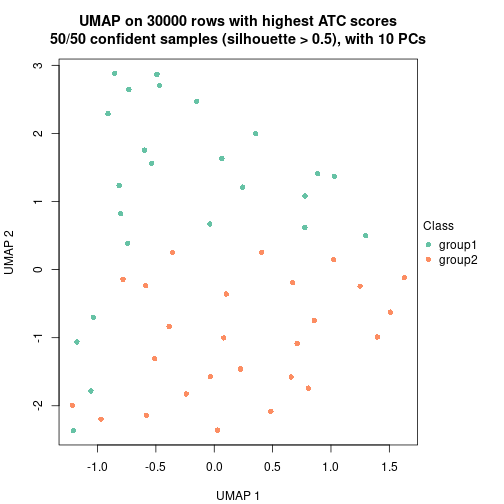 UMAP on 30000 rows with highest ATC scores
50/50 confident samples (silhouette > 0.5), with 10 PCs
3
2
1
0
-1
-2
UMAP 2
Class
group1
group2
-1.0 -0.5 0.0 0.5 1.0 1.5
UMAP 1